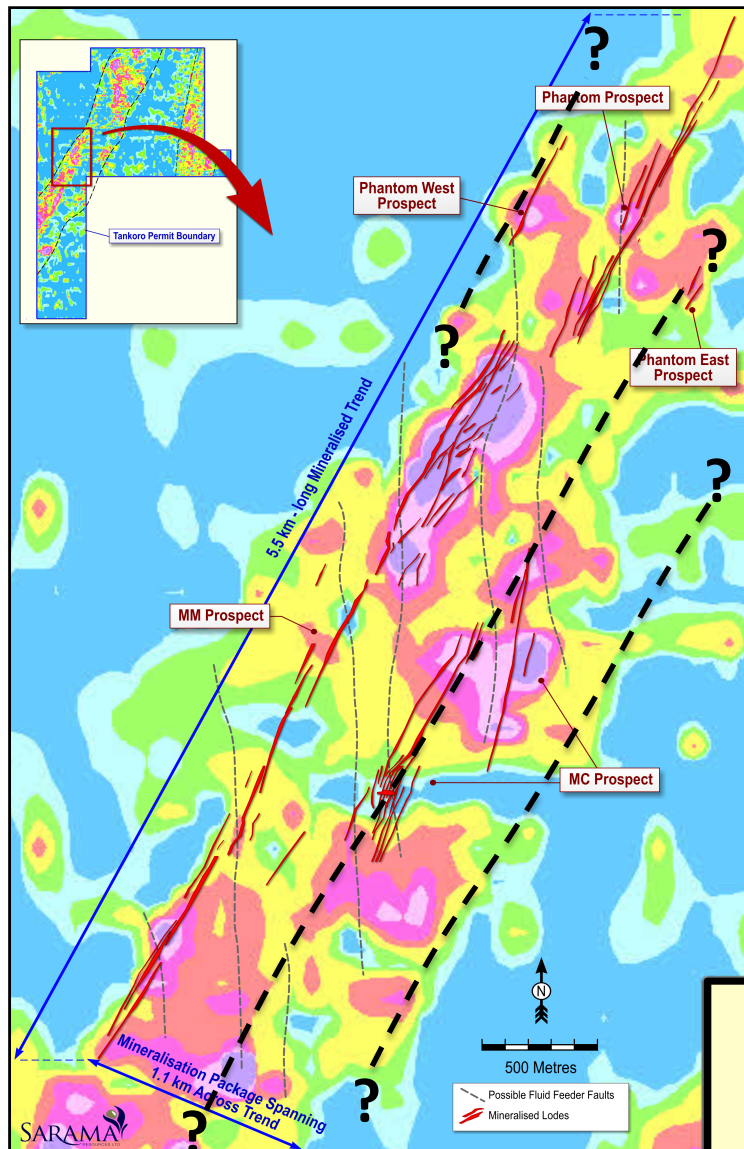 ?
Phantom Prospect
Phantom West
Prospect
?
Tankoro Permit Boundary
?
Phantom East
Prospect
5.5 km - long Mineralised Trend
?
MM Prospect
MC Prospect
N
500 Metres
Mineralisation Package Spanning
1.1 km Across Trend
?
?
Possible Fluid Feeder Faults
Mineralised Lodes
SARAMA
RESOURCES LTD